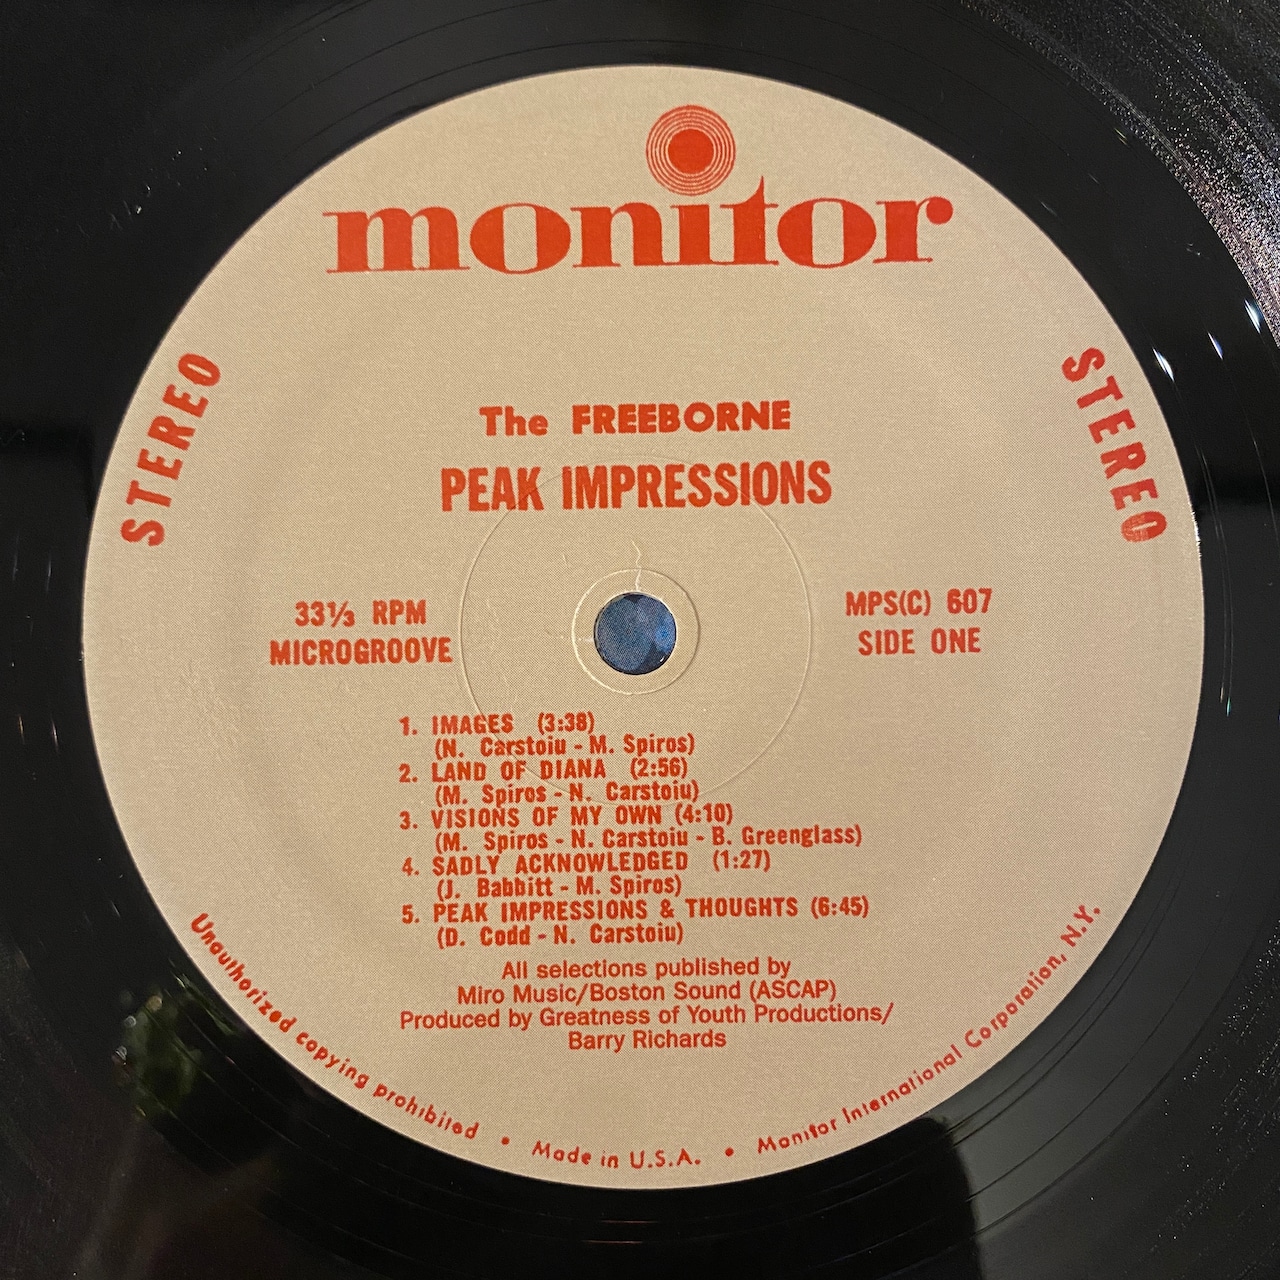 monitor
STEREO
STEREO
The FREEBORNE
PEAK IMPRESSIONS
33⅓ RPM
MICROGROOVE
MPS(C) 607
SIDE ONE
1. IMAGES (3:38)
(N. Carstoiu - M. Spiros)
2. LAND OF DIANA (2:56)
(M. Spiros - N. Carstoiu)
3. VISIONS OF MY OWN (4:10)
(M. Spiros - N. Carstoiu - B. Greenglass)
4. SADLY ACKNOWLEDGED (1:27)
(J. Babbitt - M. Spiros)
5. PEAK IMPRESSIONS & THOUGHTS (6:45)
(D. Codd - N. Carstoiu)
All selections published by
Miro Music/Boston Sound (ASCAP)
Produced by Greatness of Youth Productions/
Barry Richards
Unauthorized copying prohibited • Made in U.S.A. • Monitor International Corporation, N.Y.